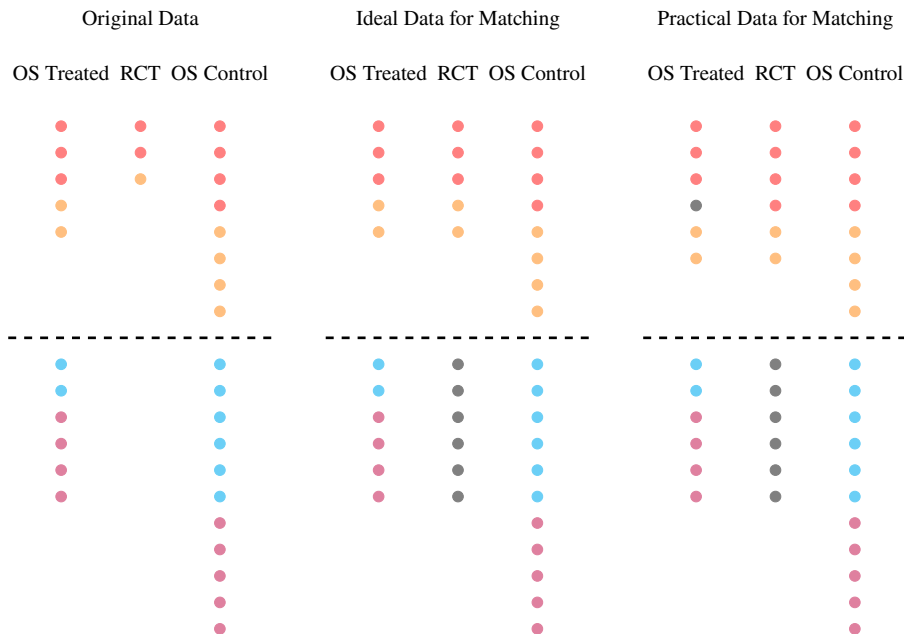 Original Data
Ideal Data for Matching
Practical Data for Matching
OS Treated RCT OS Control
OS Treated RCT OS Control
OS Treated RCT OS Control